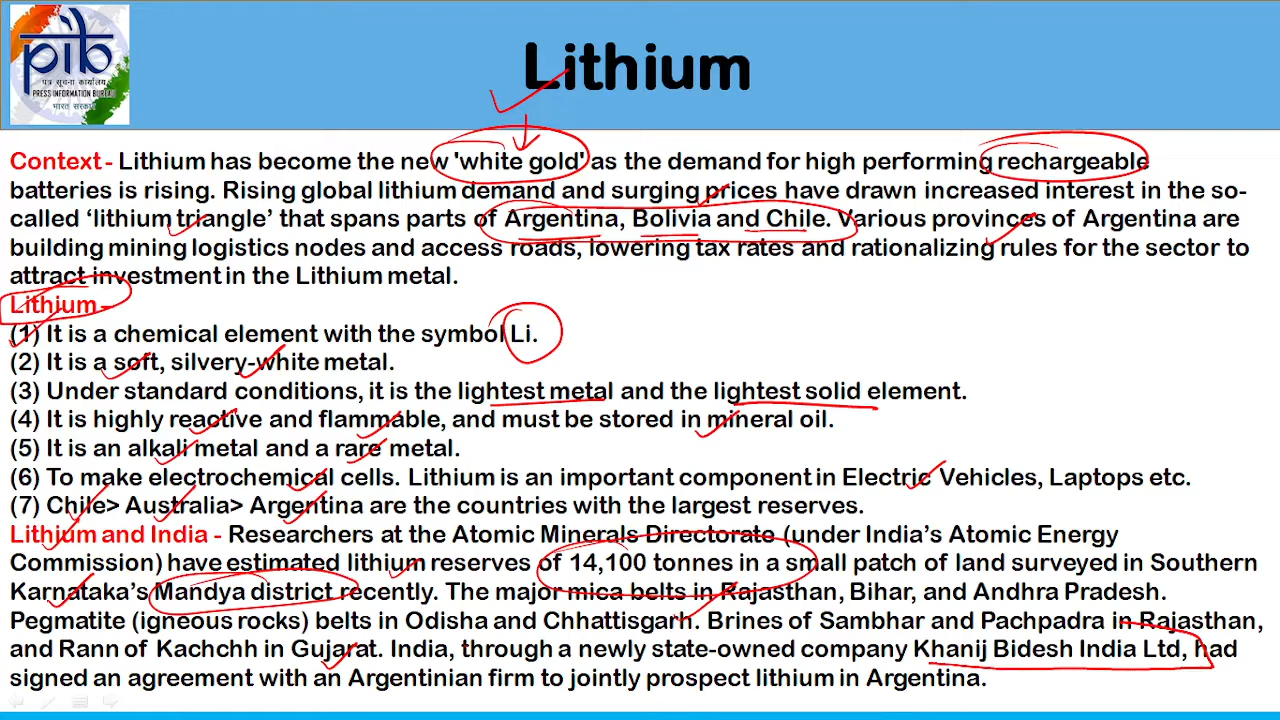 pib
पत्र सूचना कार्यालय
PRESS INFORMATION BUREAU
भारत सरकार
Lithium
Context - Lithium has become the new 'white gold' as the demand for high performing rechargeable
batteries is rising. Rising global lithium demand and surging prices have drawn increased interest in the so-
called ‘lithium triangle’ that spans parts of Argentina, Bolivia and Chile. Various provinces of Argentina are
building mining logistics nodes and access roads, lowering tax rates and rationalizing rules for the sector to
attract investment in the Lithium metal.
Lithium -
(1) It is a chemical element with the symbol Li.
(2) It is a soft, silvery-white metal.
(3) Under standard conditions, it is the lightest metal and the lightest solid element.
(4) It is highly reactive and flammable, and must be stored in mineral oil.
(5) It is an alkali metal and a rare metal.
(6) To make electrochemical cells. Lithium is an important component in Electric Vehicles, Laptops etc.
(7) Chile> Australia> Argentina are the countries with the largest reserves.
Lithium and India - Researchers at the Atomic Minerals Directorate (under India’s Atomic Energy
Commission) have estimated lithium reserves of 14,100 tonnes in a small patch of land surveyed in Southern
Karnataka’s Mandya district recently. The major mica belts in Rajasthan, Bihar, and Andhra Pradesh.
Pegmatite (igneous rocks) belts in Odisha and Chhattisgarh. Brines of Sambhar and Pachpadra in Rajasthan,
and Rann of Kachchh in Gujarat. India, through a newly state-owned company Khanij Bidesh India Ltd, had
signed an agreement with an Argentinian firm to jointly prospect lithium in Argentina.